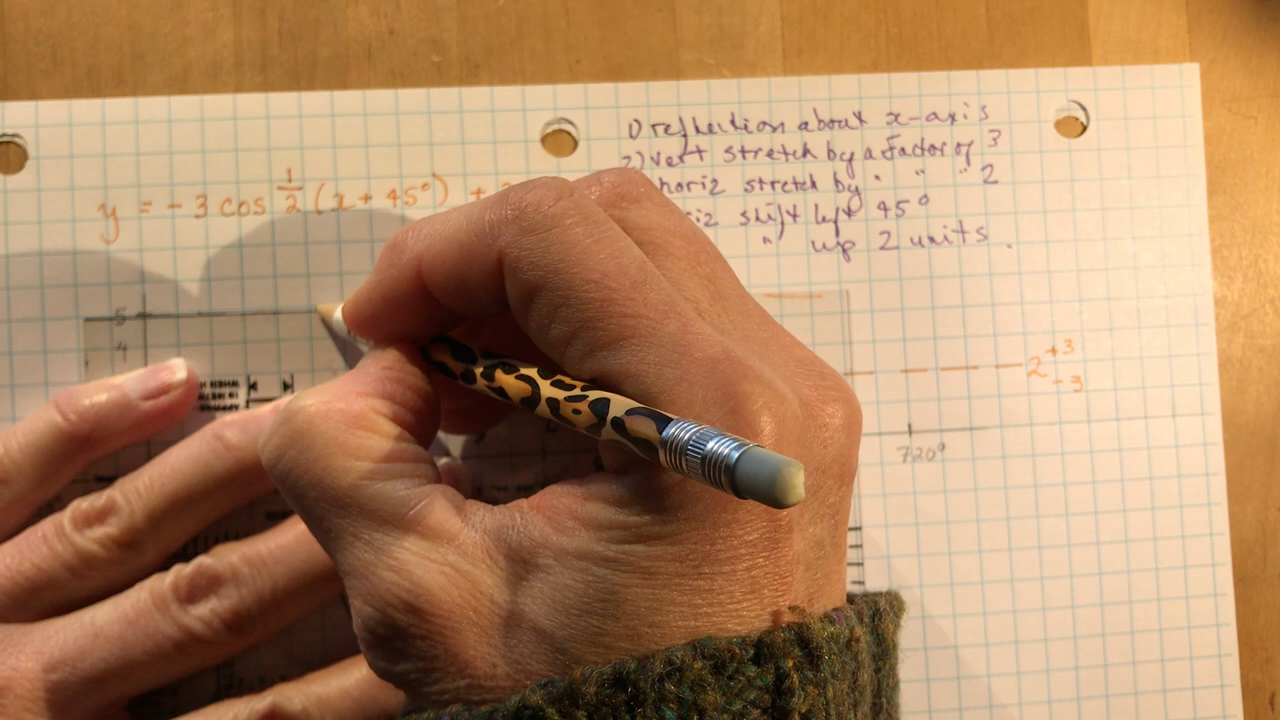 1) reflection about x-axis
2) vert stretch by a factor of 3
horiz stretch by " " " 2
shift left 45°
" up 2 units.
y = -3 cos 1/2 (x + 45°) +
5
4
2 +3
-3
720°